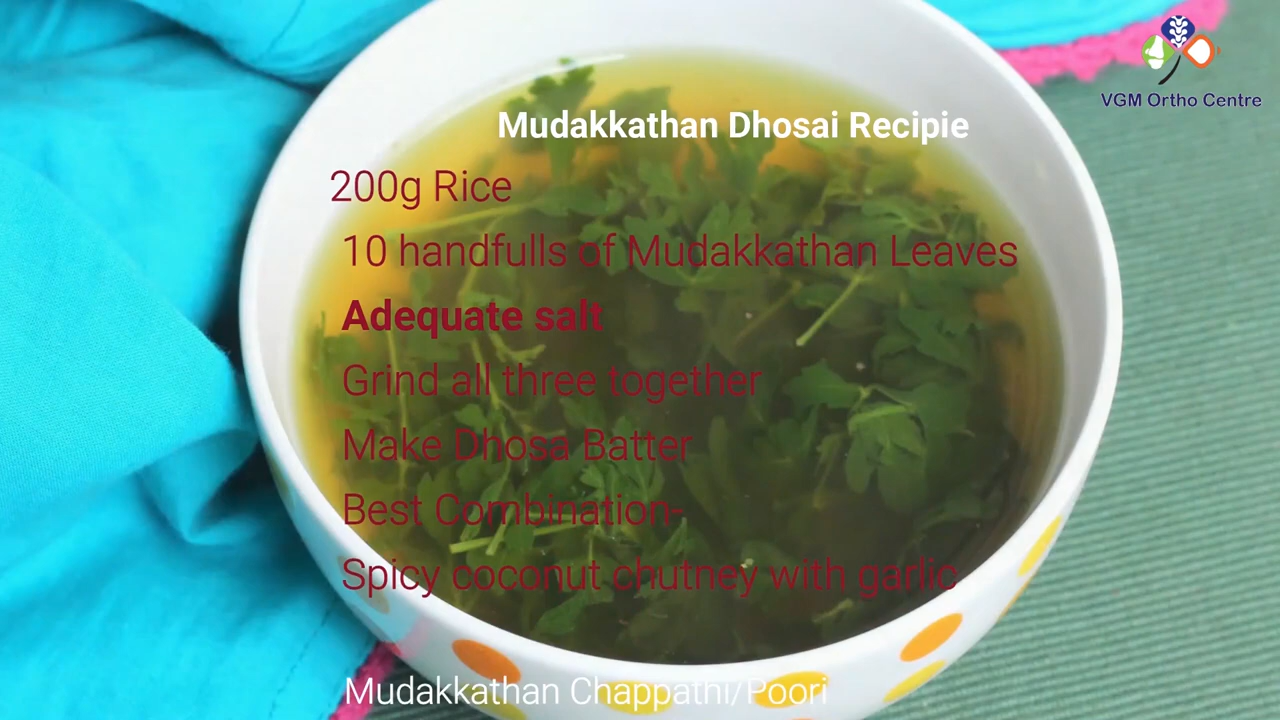 VGM Ortho Centre
Mudakkathan Dhosai Recipie
200g Rice
10 handfulls of Mudakkathan Leaves
Adequate salt
Grind all three together
Make Dhosa Batter
Best Combination-
Spicy coconut chutney with garlic
Mudakkathan Chappathi/Poori